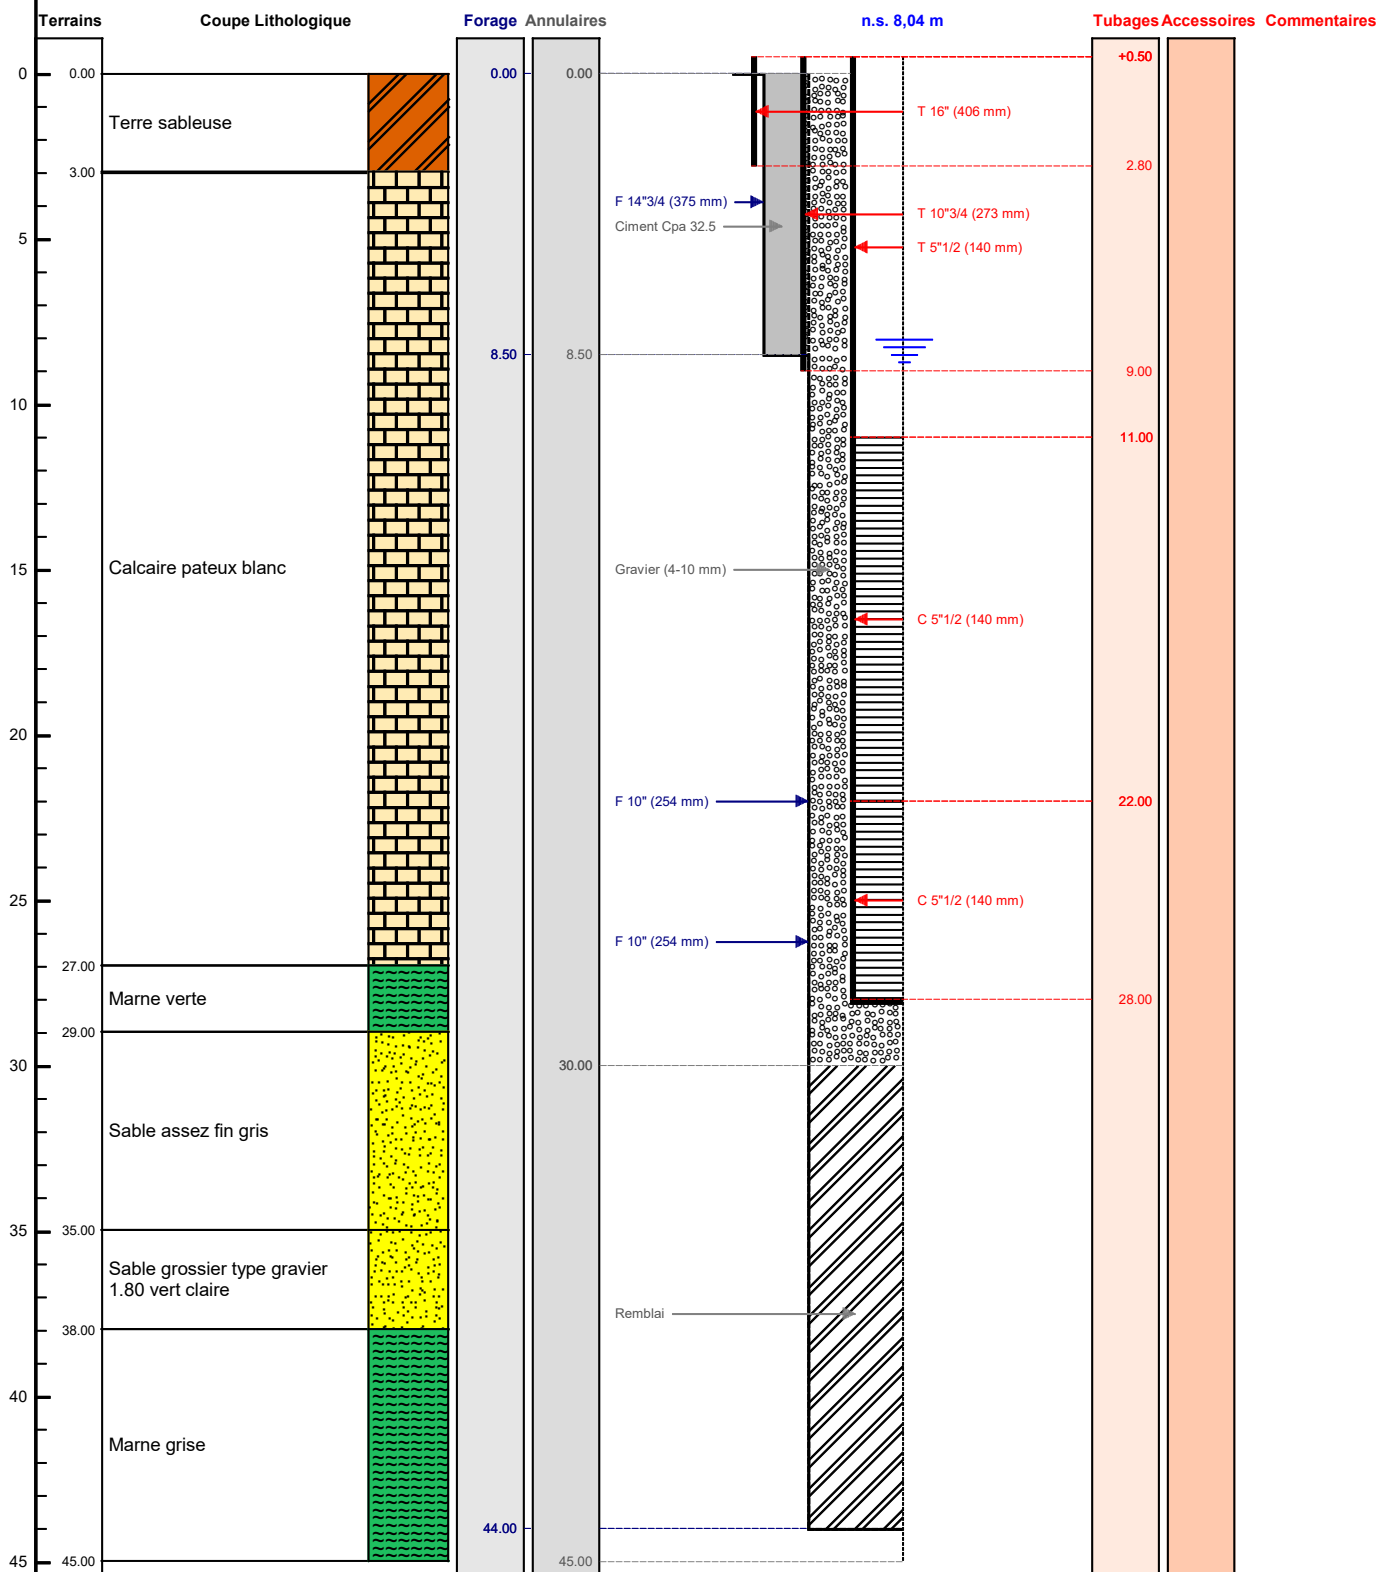 Terrains Coupe Lithologique Forage Annulaires n.s. 8,04 m Tubages Accessoires Commentaires
+0.50
0 0.00 0.00 0.00
T 16" (406 mm)
Terre sableuse
2.80
3.00
F 14"3/4 (375 mm)
T 10"3/4 (273 mm)
Ciment Cpa 32.5
5
T 5"1/2 (140 mm)
8.50 8.50
9.00
10
11.00
Calcaire pateux blanc
15
Gravier (4-10 mm)
C 5"1/2 (140 mm)
20
F 10" (254 mm)
22.00
25
C 5"1/2 (140 mm)
F 10" (254 mm)
27.00
Marne verte
28.00
29.00
30
30.00
Sable assez fin gris
35 35.00
Sable grossier type gravier
1.80 vert claire
Remblai
38.00
40
Marne grise
44.00
45 45.00 45.00